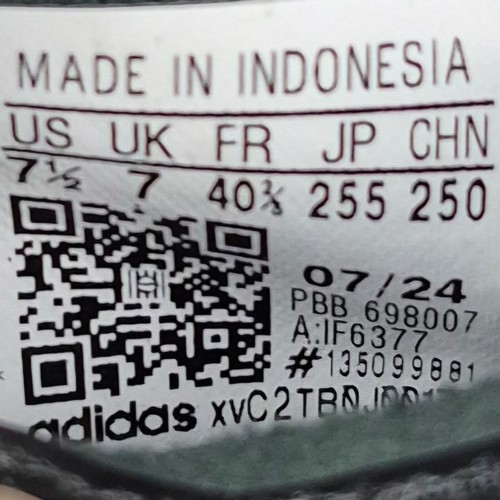 MADE IN INDONESIA
US UK FR JP CHN
7½ 7 40⅔ 255 250
07/24
PBB 698007
A:IF6377
#135099881
adidas